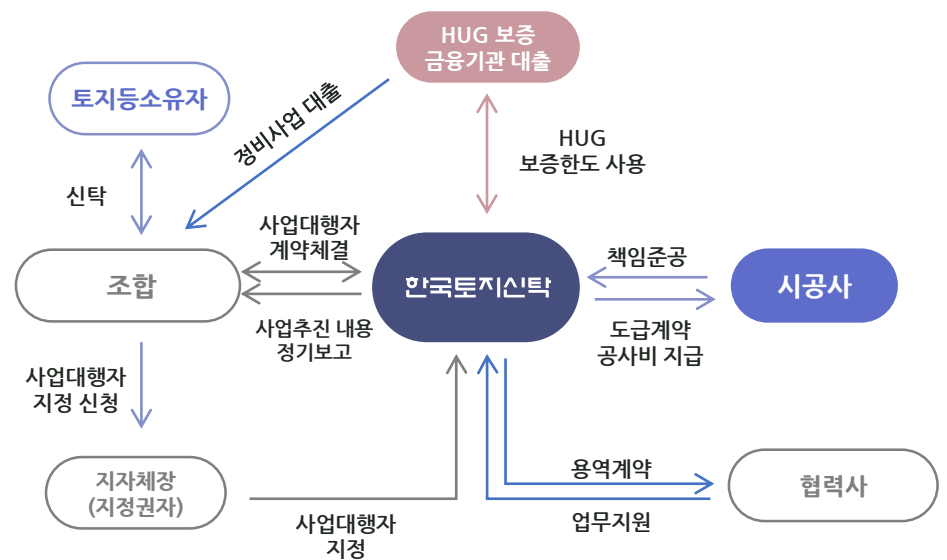 HUG 보증
금융기관 대출
토지등소유자
정비사업 대출
HUG
보증한도 사용
신탁
사업대행자
계약체결
조합
한국토지신탁
책임준공
시공사
사업추진 내용
정기보고
도급계약
공사비 지급
사업대행자
지정 신청
지자체장
(지정권자)
용역계약
협력사
사업대행자
지정
업무지원